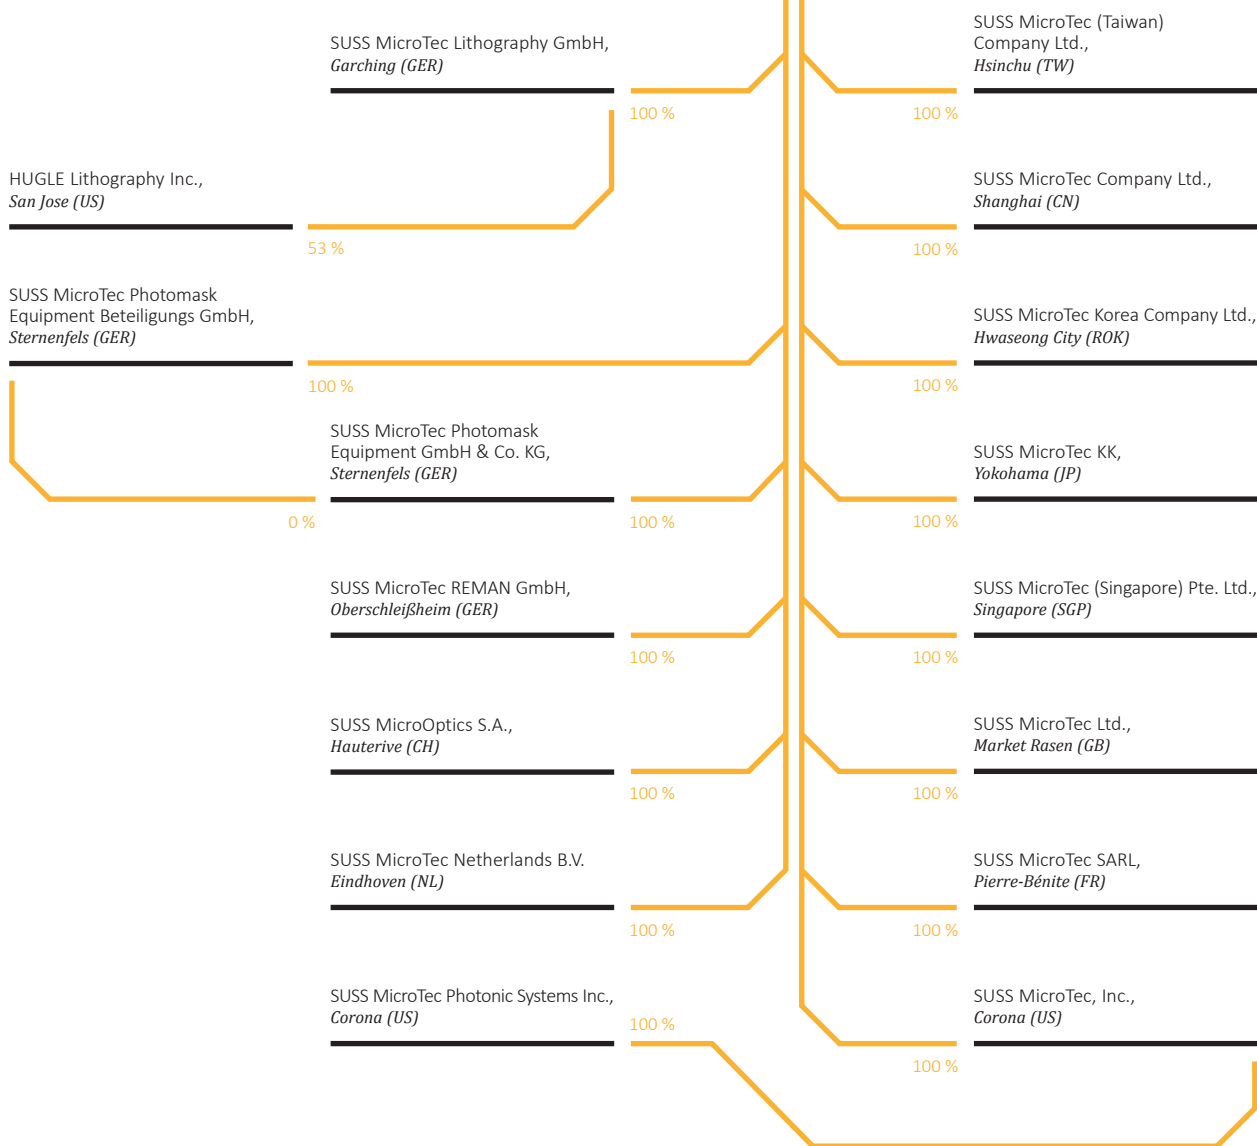 SUSS MicroTec Lithography GmbH,
Garching (GER)
100 %
HUGLE Lithography Inc.,
San Jose (US)
53 %
SUSS MicroTec Photomask
Equipment Beteiligungs GmbH,
Sternenfels (GER)
100 %
SUSS MicroTec Photomask
Equipment GmbH & Co. KG,
Sternenfels (GER)
0 %
100 %
SUSS MicroTec REMAN GmbH,
Oberschleißheim (GER)
100 %
SUSS MicroOptics S.A.,
Hauterive (CH)
100 %
SUSS MicroTec Netherlands B.V.
Eindhoven (NL)
100 %
SUSS MicroTec Photonic Systems Inc.,
Corona (US)
100 %
SUSS MicroTec (Taiwan)
Company Ltd.,
Hsinchu (TW)
100 %
SUSS MicroTec Company Ltd.,
Shanghai (CN)
100 %
SUSS MicroTec Korea Company Ltd.,
Hwaseong City (ROK)
100 %
SUSS MicroTec KK,
Yokohama (JP)
100 %
SUSS MicroTec (Singapore) Pte. Ltd.,
Singapore (SGP)
100 %
SUSS MicroTec Ltd.,
Market Rasen (GB)
100 %
SUSS MicroTec SARL,
Pierre-Bénite (FR)
100 %
SUSS MicroTec, Inc.,
Corona (US)
100 %